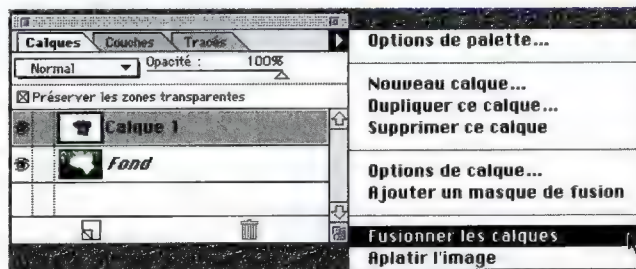 Calques Couches Tracés
Normal Opacité : 100%
Préserver les zones transparentes
Calque 1
Fond
Options de palette...
Nouveau calque...
Dupliquer ce calque...
Supprimer ce calque
Options de calque...
Ajouter un masque de fusion
Fusionner les calques
Aplatir l'image